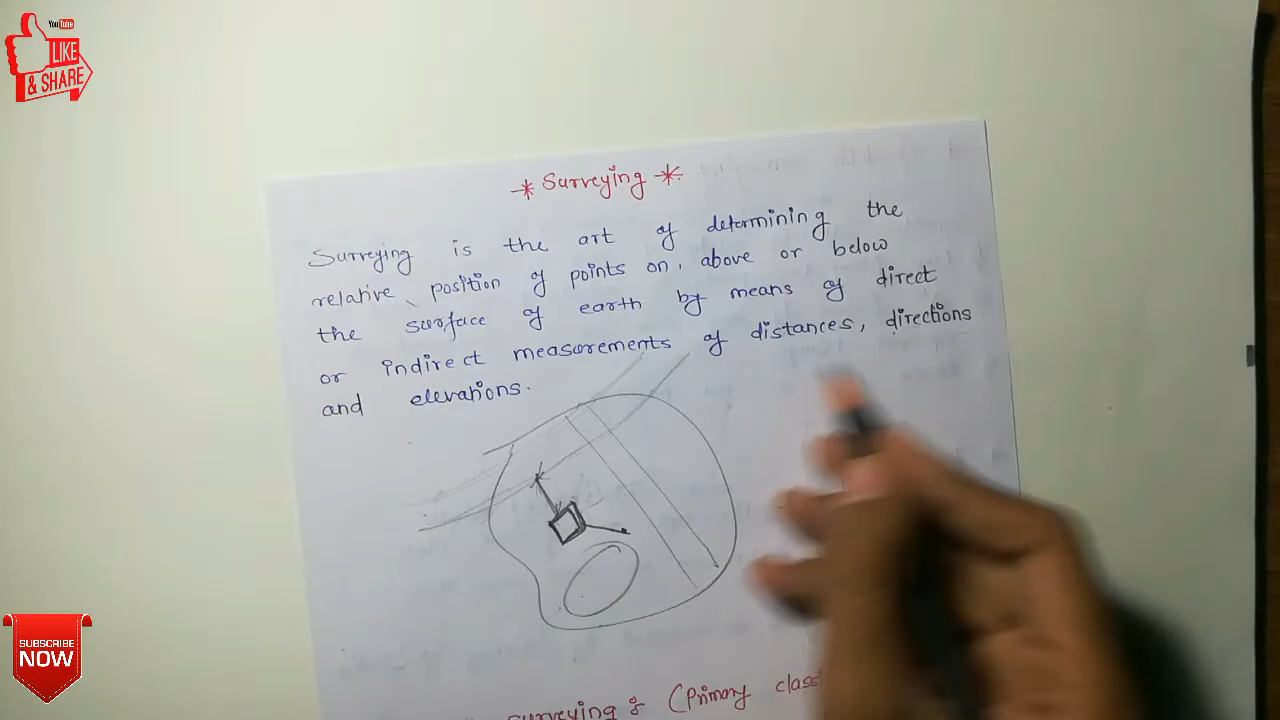 YouTube
LIKE
& SHARE
* Surveying *
Surveying is the art of determining the
relative position of points on, above or below
the surface of earth by means of direct
or indirect measurements of distances, directions
and elevations.
SUBSCRIBE
NOW
surveying : (Primary